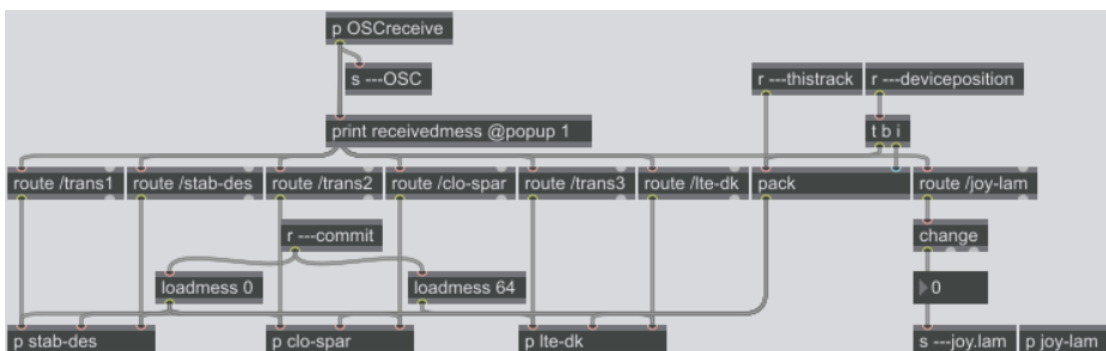 p OSCreceive
s ---OSC
r ---thistrack
r ---deviceposition
print receivedmess @popup 1
t b i
route /trans1
route /stab-des
route /trans2
route /clo-spar
route /trans3
route /lte-dk
pack
route /joy-lam
r ---commit
change
loadmess 0
loadmess 64
0
p stab-des
p clo-spar
p lte-dk
s ---joy.lam
p joy-lam